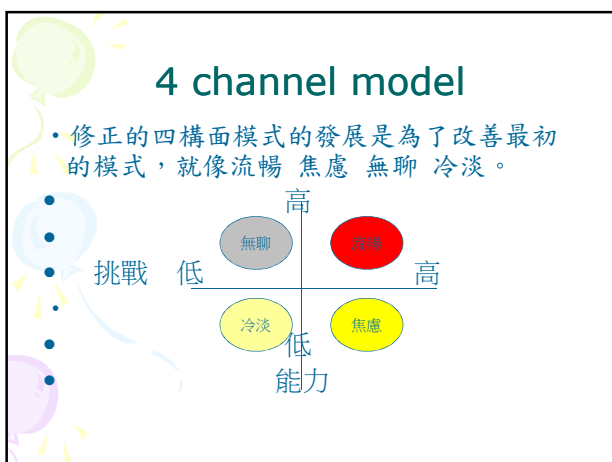 4 channel model
•修正的四構面模式的發展是為了改善最初
的模式，就像流暢 焦慮 無聊 冷淡。
高
無聊 流暢
挑戰 低 高
冷淡 焦慮
低
能力